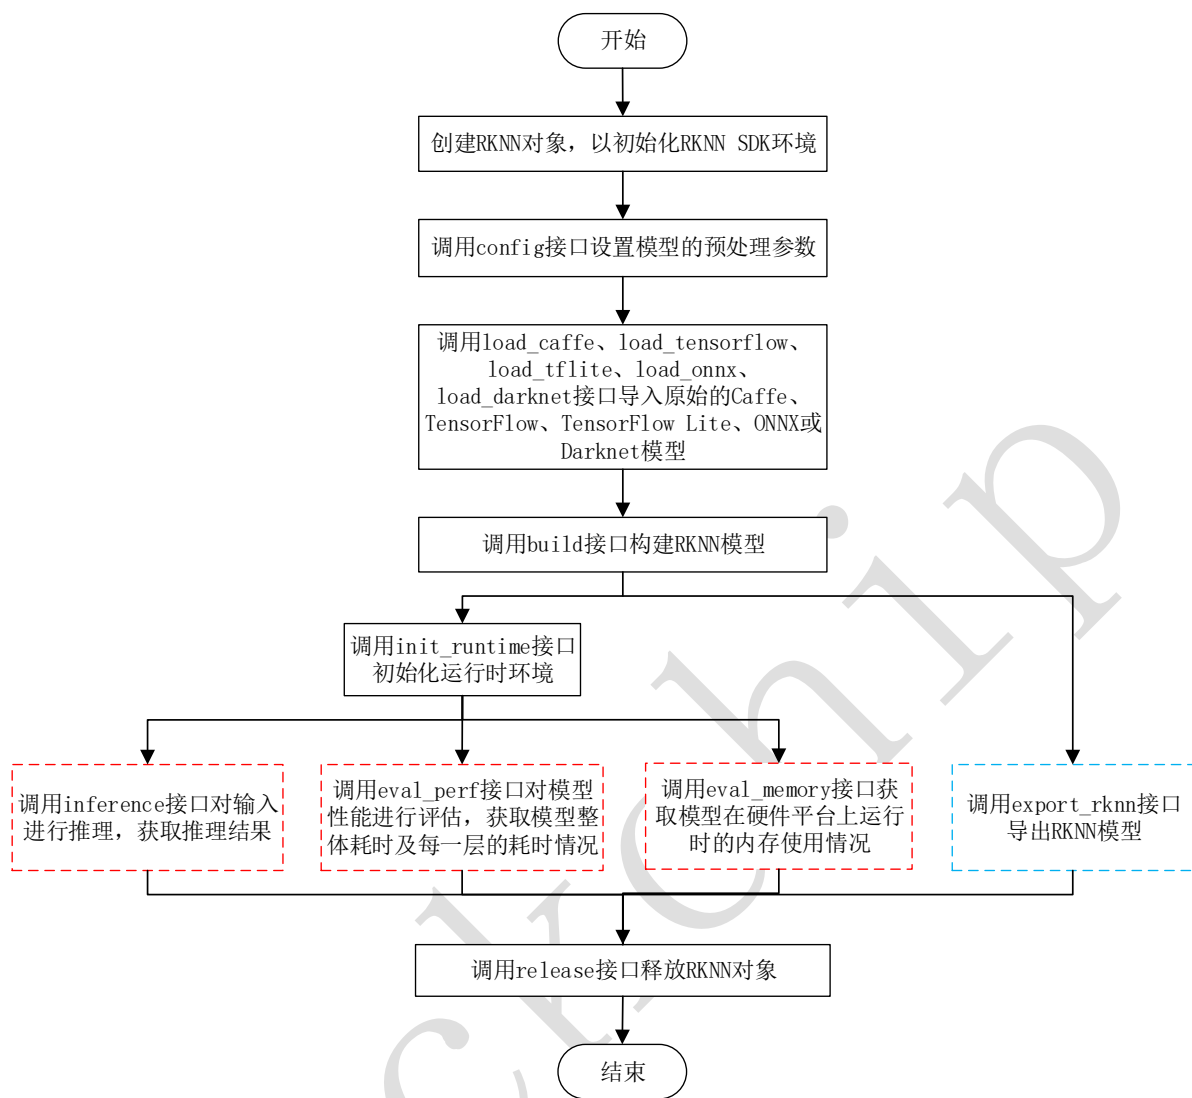 开始
创建RKNN对象，以初始化RKNN SDK环境
调用config接口设置模型的预处理参数
调用load_caffe、load_tensorflow、
load_tflite、load_onnx、
load_darknet接口导入原始的Caffe、
TensorFlow、TensorFlow Lite、ONNX或
Darknet模型
调用build接口构建RKNN模型
调用init_runtime接口
初始化运行时环境
调用inference接口对输入
进行推理，获取推理结果
调用eval_perf接口对模型
性能进行评估，获取模型整
体耗时及每一层的耗时情况
调用eval_memory接口获
取模型在硬件平台上运行
时的内存使用情况
调用export_rknn接口
导出RKNN模型
调用release接口释放RKNN对象
结束
ckchip